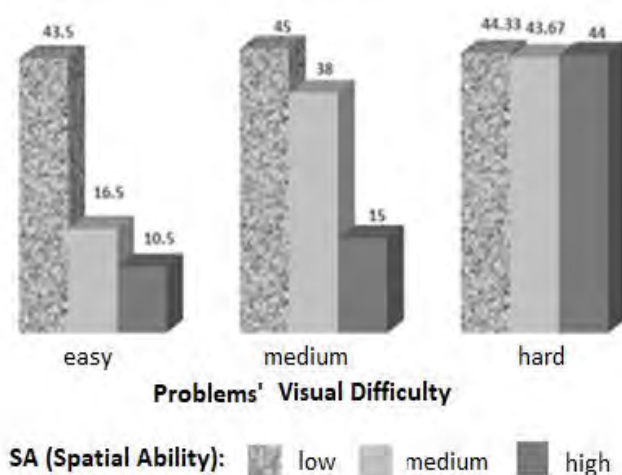 43.5 45 44.33 43.67 44
38
16.5 15
10.5
easy medium hard
Problems' Visual Difficulty
SA (Spatial Ability): low medium high